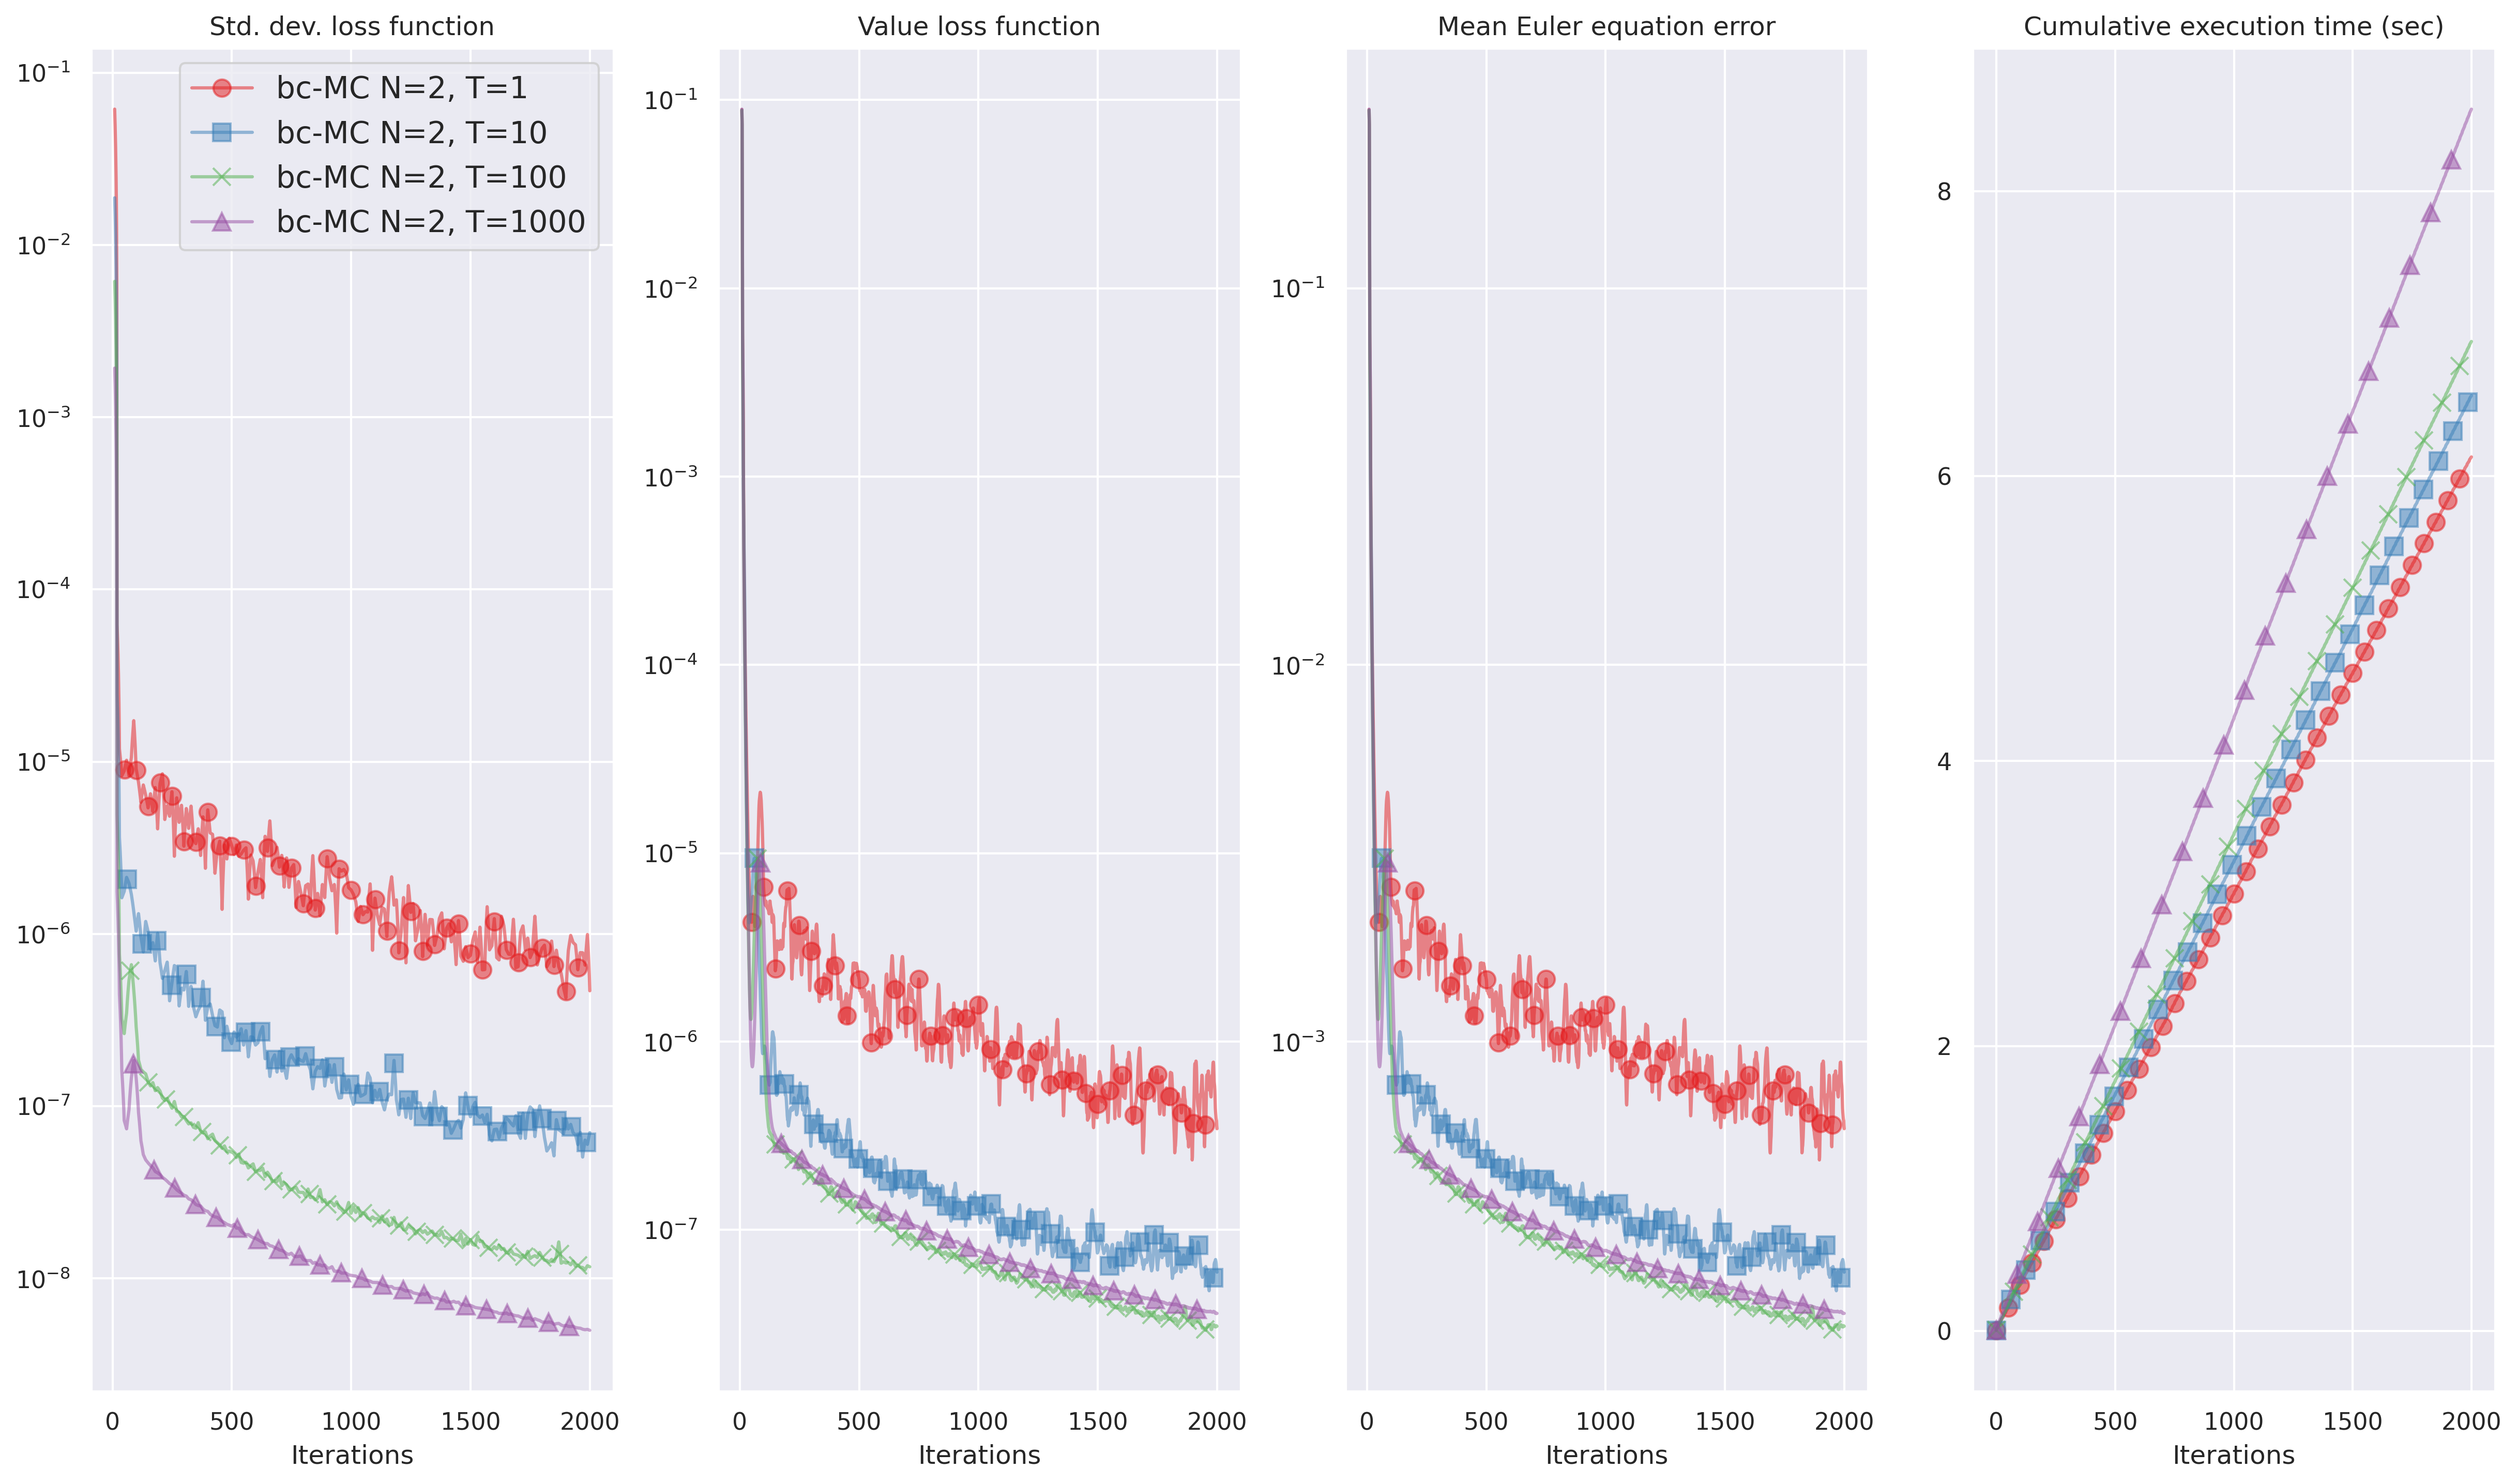 Std. dev. loss function
10⁻¹
10⁻²
10⁻³
10⁻⁴
10⁻⁵
10⁻⁶
10⁻⁷
10⁻⁸
bc-MC N=2, T=1
bc-MC N=2, T=10
bc-MC N=2, T=100
bc-MC N=2, T=1000
0 500 1000 1500 2000
Iterations
Value loss function
10⁻¹
10⁻²
10⁻³
10⁻⁴
10⁻⁵
10⁻⁶
10⁻⁷
0 500 1000 1500 2000
Iterations
Mean Euler equation error
10⁻¹
10⁻²
10⁻³
0 500 1000 1500 2000
Iterations
Cumulative execution time (sec)
8
6
4
2
0
0 500 1000 1500 2000
Iterations